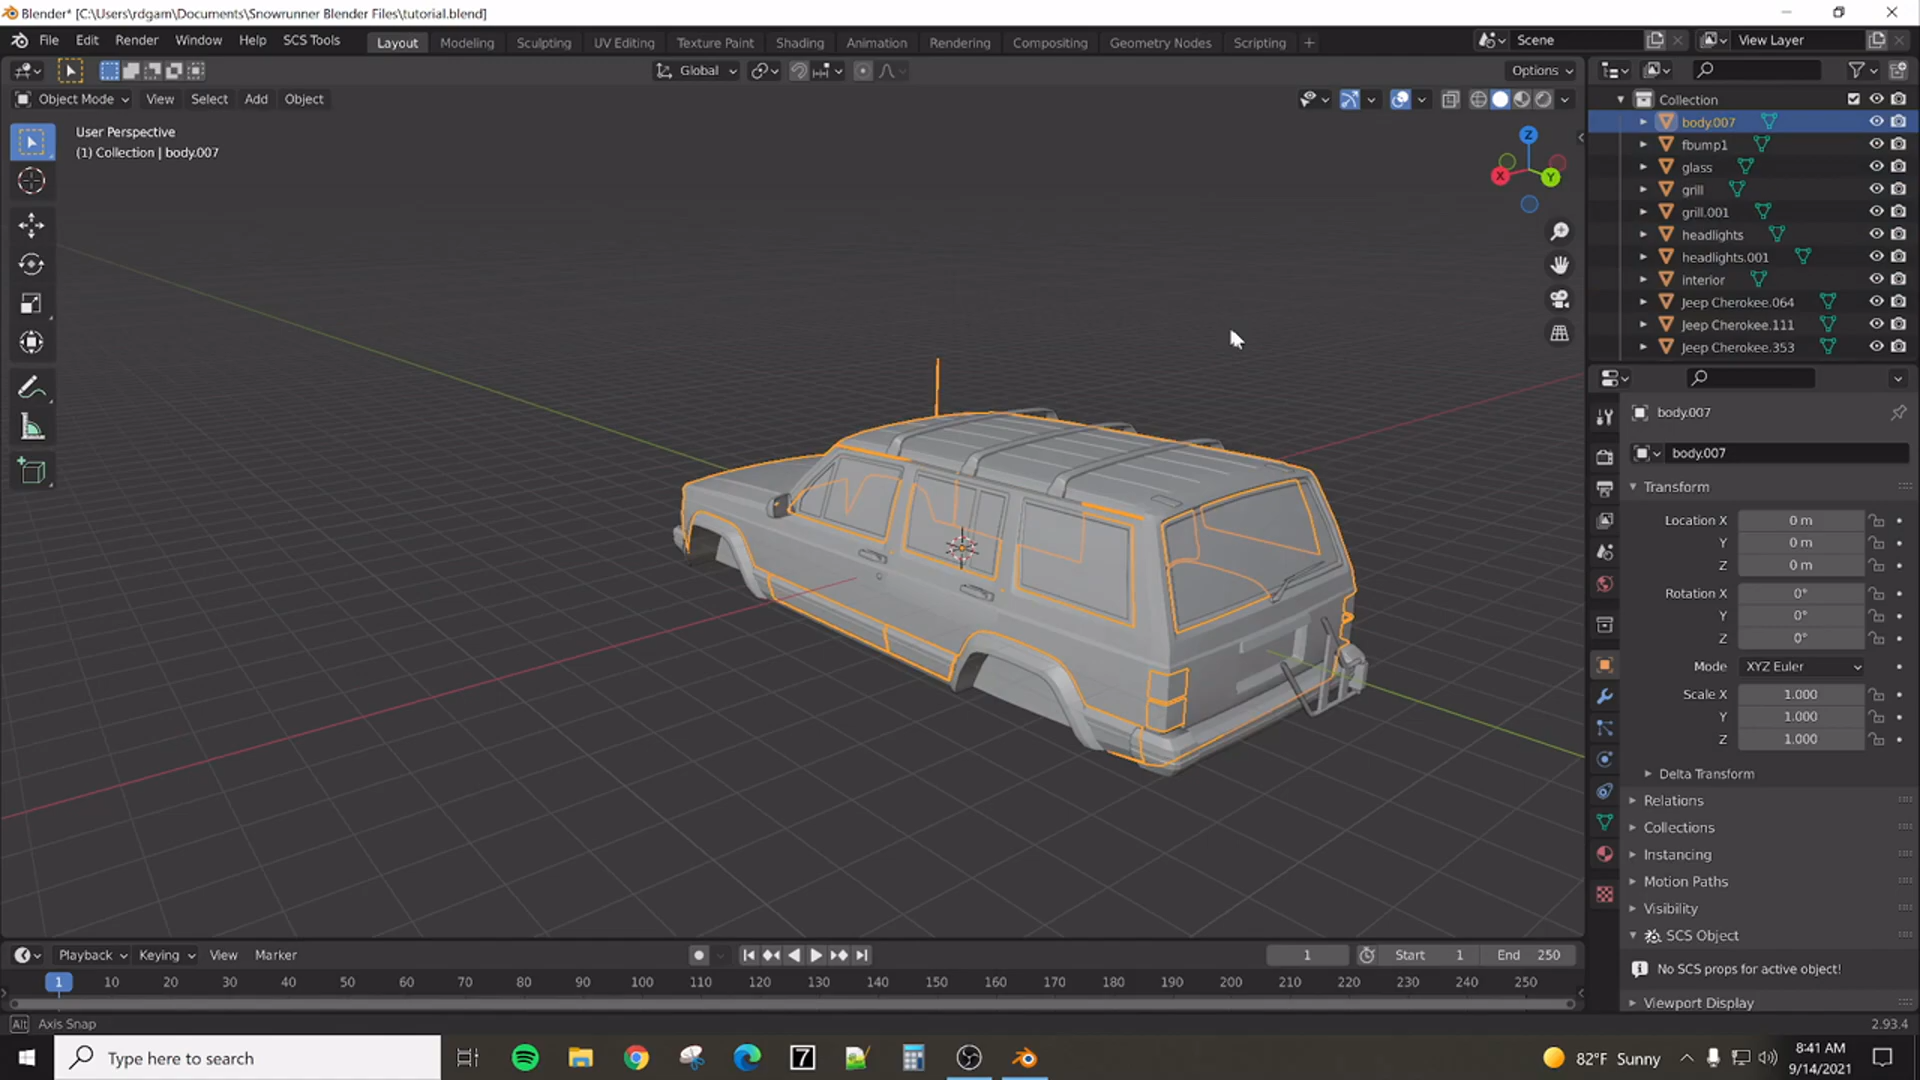 Blender* [C:\Users\rdgam\Documents\Snowrunner Blender Files\tutorial.blend]
File Edit Render Window Help SCS Tools Layout Modeling Sculpting UV Editing Texture Paint Shading Animation Rendering Compositing Geometry Nodes Scripting + Scene View Layer
Global Options
Object Mode View Select Add Object
User Perspective
(1) Collection | body.007
Z
X
Y
Collection
body.007
fbump1
glass
grill
grill.001
headlights
headlights.001
interior
Jeep Cherokee.064
Jeep Cherokee.111
Jeep Cherokee.353
body.007
body.007
Transform
Location X 0 m
Y 0 m
Z 0 m
Rotation X 0°
Y 0°
Z 0°
Mode XYZ Euler
Scale X 1.000
Y 1.000
Z 1.000
Delta Transform
Relations
Collections
Instancing
Motion Paths
Visibility
SCS Object
No SCS props for active object!
Viewport Display
Playback Keying View Marker 1 Start 1 End 250
1 10 20 30 40 50 60 70 80 90 100 110 120 130 140 150 160 170 180 190 200 210 220 230 240 250
Alt Axis Snap
2.93.4
Type here to search
7
82°F Sunny
8:41 AM
9/14/2021